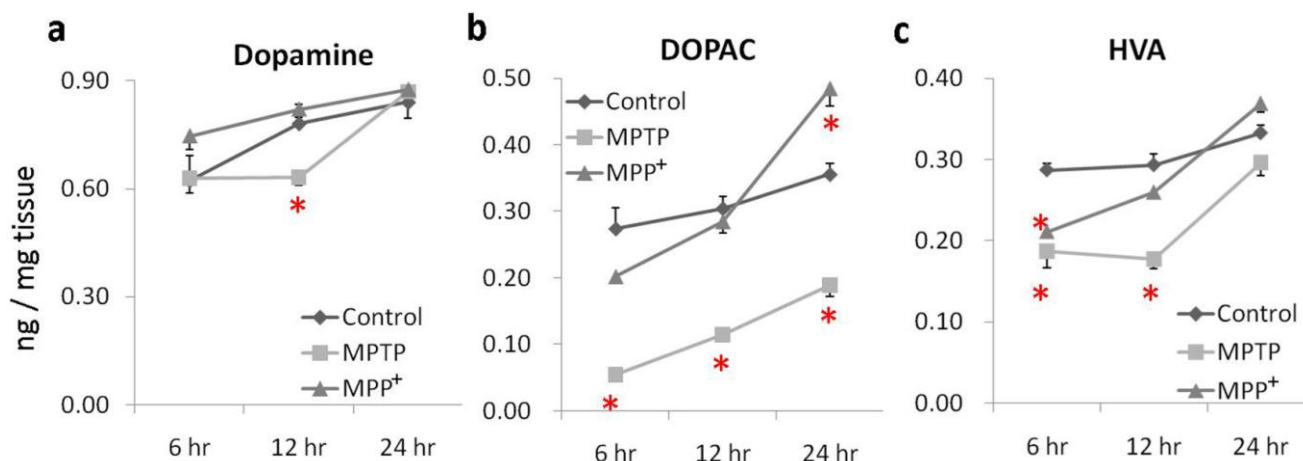 a
Dopamine
ng / mg tissue
0.90
0.60
0.30
0.00
Control
MPTP
MPP⁺
*
6 hr
12 hr
24 hr
b
DOPAC
0.50
0.40
0.30
0.20
0.10
0.00
Control
MPTP
MPP⁺
*
*
*
*
6 hr
12 hr
24 hr
c
HVA
0.40
0.30
0.20
0.10
0.00
*
*
*
Control
MPTP
MPP⁺
6 hr
12 hr
24 hr